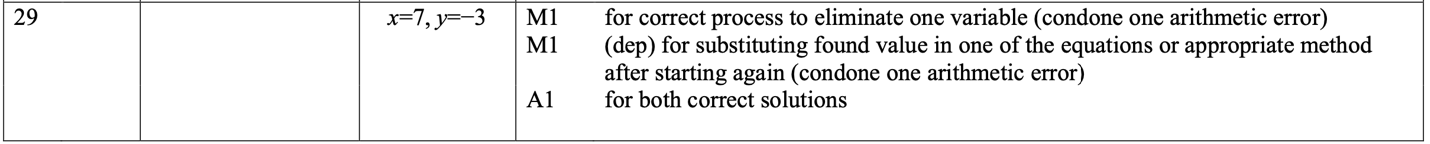 29 x=7, y=−3 M1 for correct process to eliminate one variable (condone one arithmetic error)
M1 (dep) for substituting found value in one of the equations or appropriate method
after starting again (condone one arithmetic error)
A1 for both correct solutions